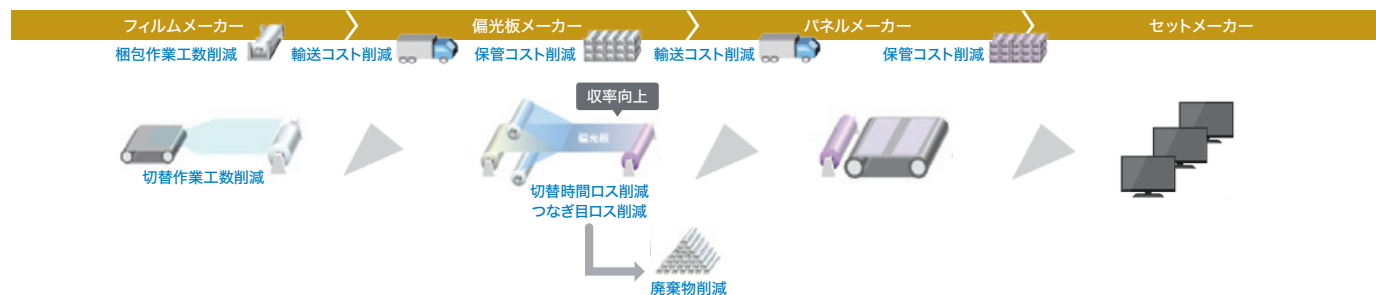 フィルムメーカー
偏光板メーカー
パネルメーカー
セットメーカー
梱包作業工数削減
輸送コスト削減
保管コスト削減
輸送コスト削減
保管コスト削減
収率向上
偏光板
切替作業工数削減
切替時間ロス削減
つなぎ目ロス削減
廃棄物削減